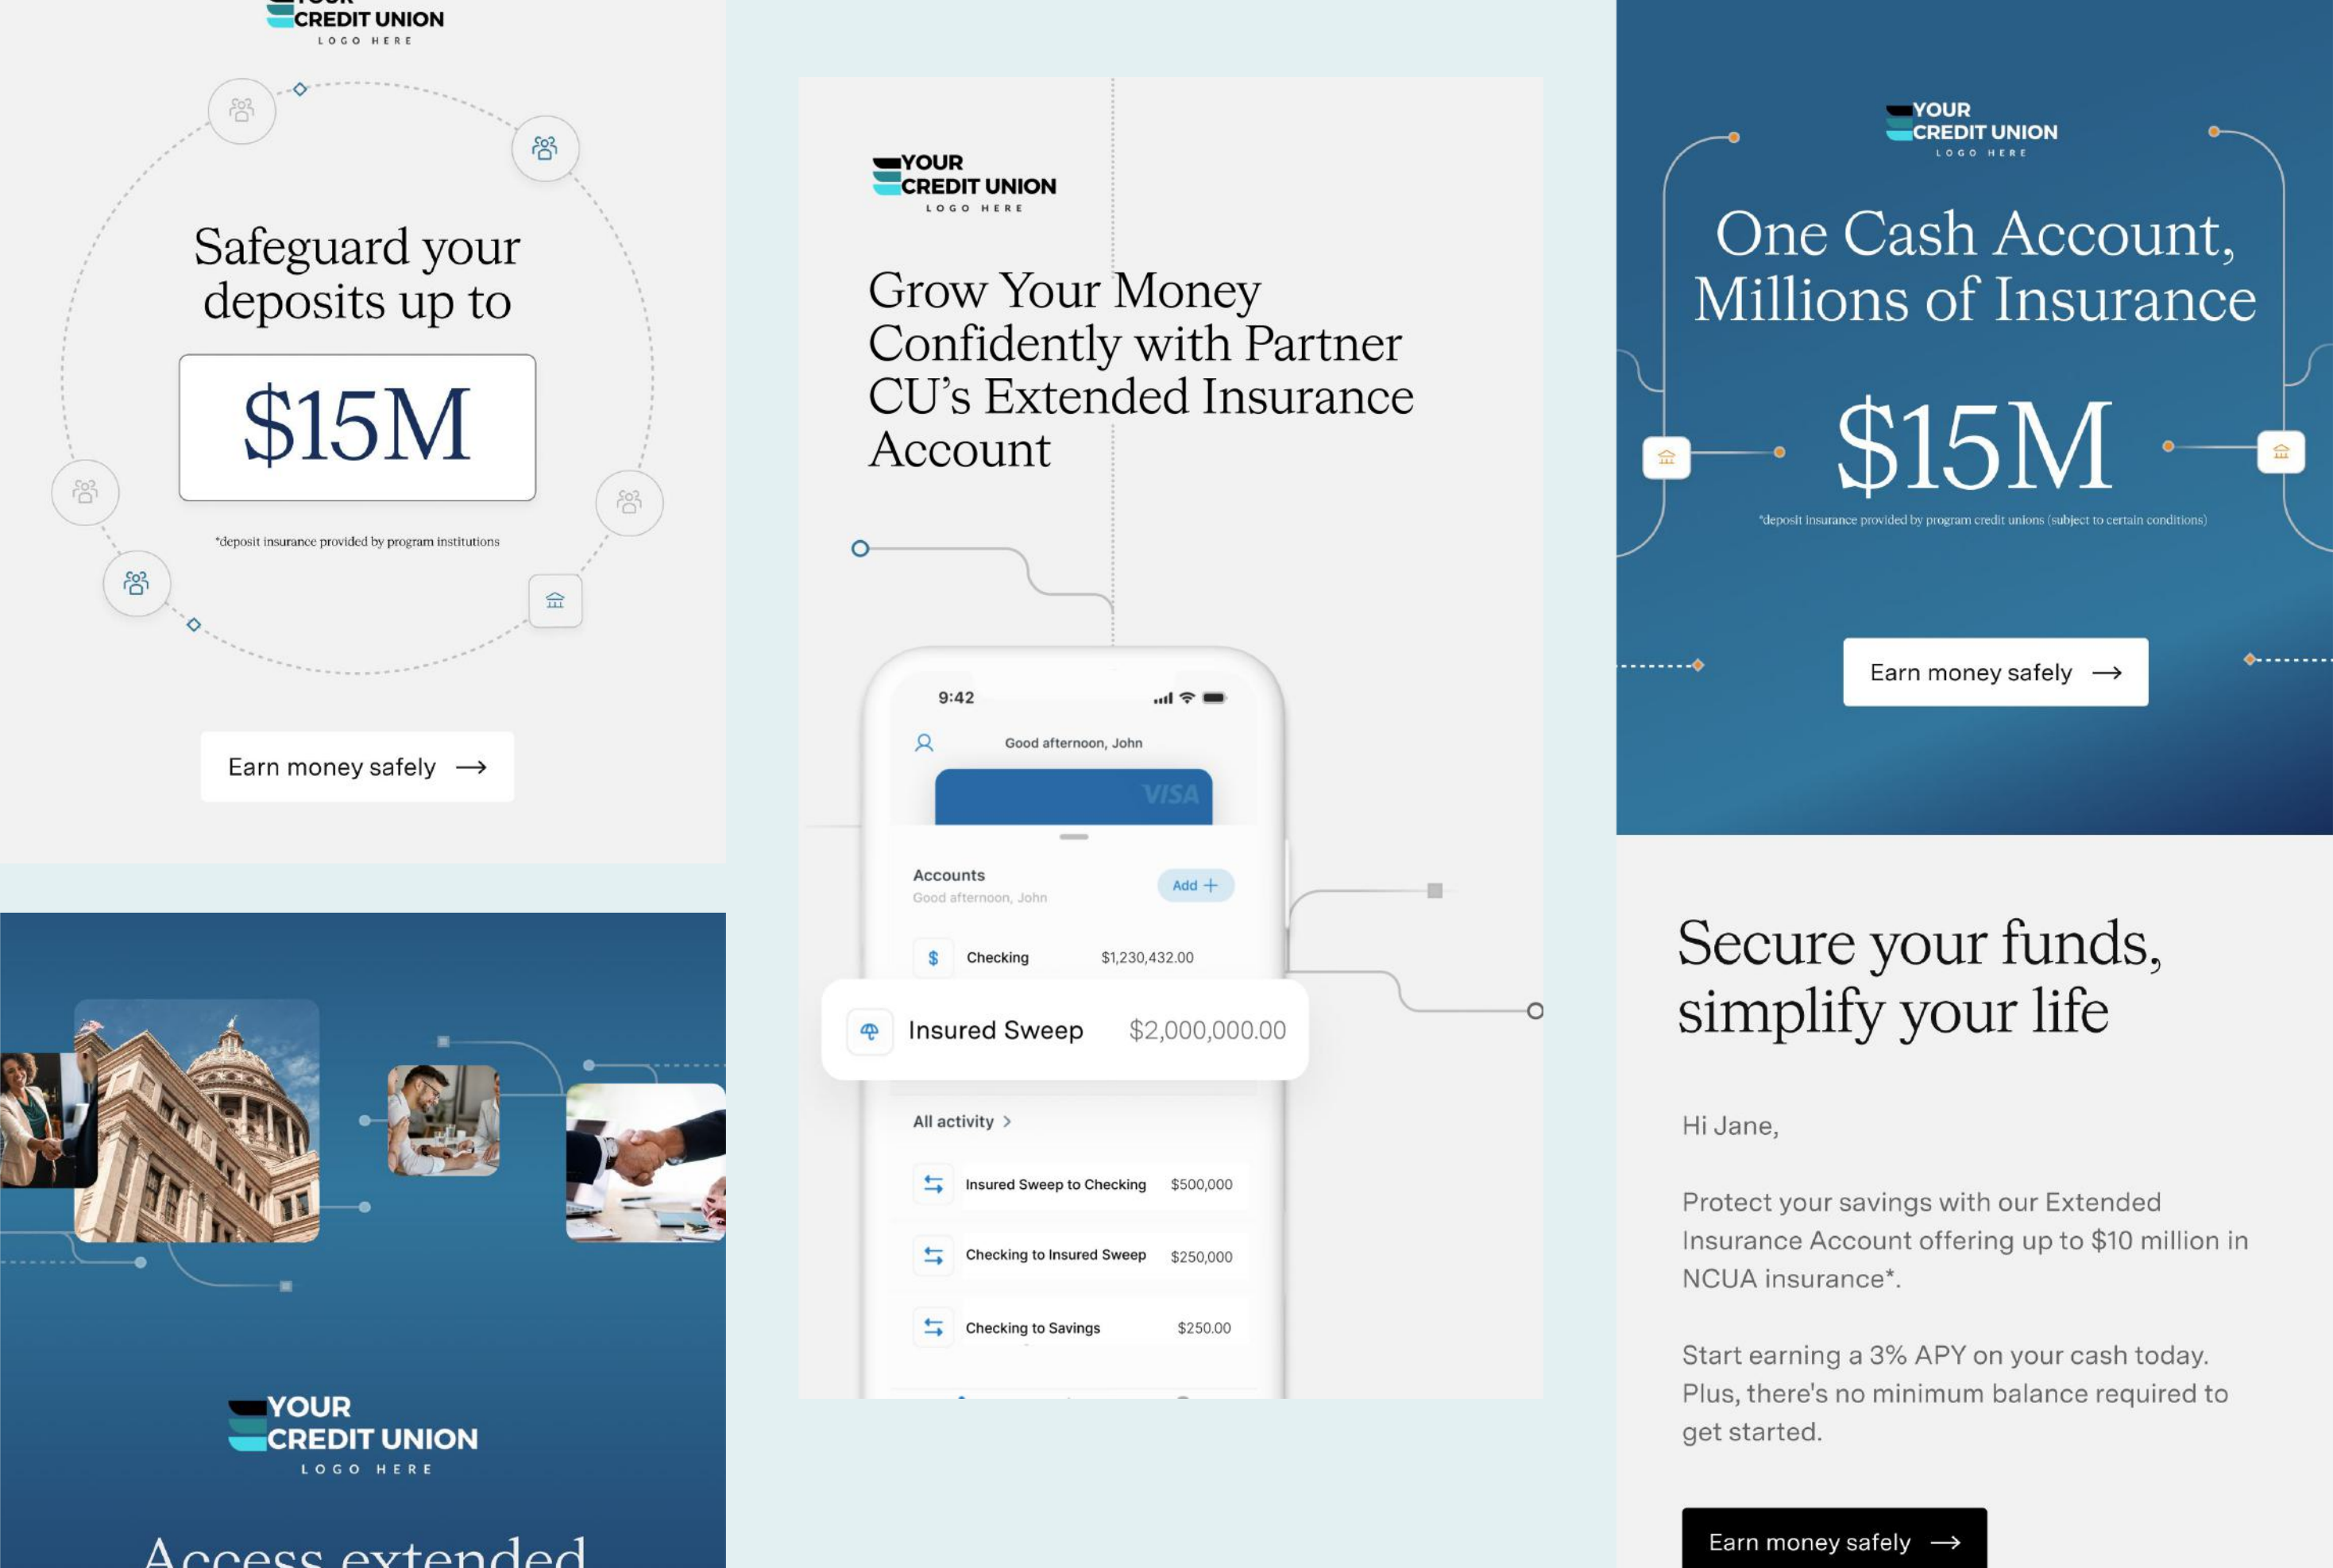 YOUR
CREDIT UNION
LOGO HERE
Safeguard your
deposits up to
$15M
*deposit insurance provided by program institutions
Earn money safely
YOUR
CREDIT UNION
LOGO HERE
Access extended
YOUR
CREDIT UNION
LOGO HERE
Grow Your Money
Confidently with Partner
CU’s Extended Insurance
Account
9:42
Good afternoon, John
VISA
Accounts
Good afternoon, John
Add +
Checking $1,230,432.00
Insured Sweep $2,000,000.00
All activity >
Insured Sweep to Checking $500,000
Checking to Insured Sweep $250,000
Checking to Savings $250.00
YOUR
CREDIT UNION
LOGO HERE
One Cash Account,
Millions of Insurance
$15M
*deposit insurance provided by program credit unions (subject to certain conditions)
Earn money safely
Secure your funds,
simplify your life
Hi Jane,
Protect your savings with our Extended
Insurance Account offering up to $10 million in
NCUA insurance*.
Start earning a 3% APY on your cash today.
Plus, there's no minimum balance required to
get started.
Earn money safely